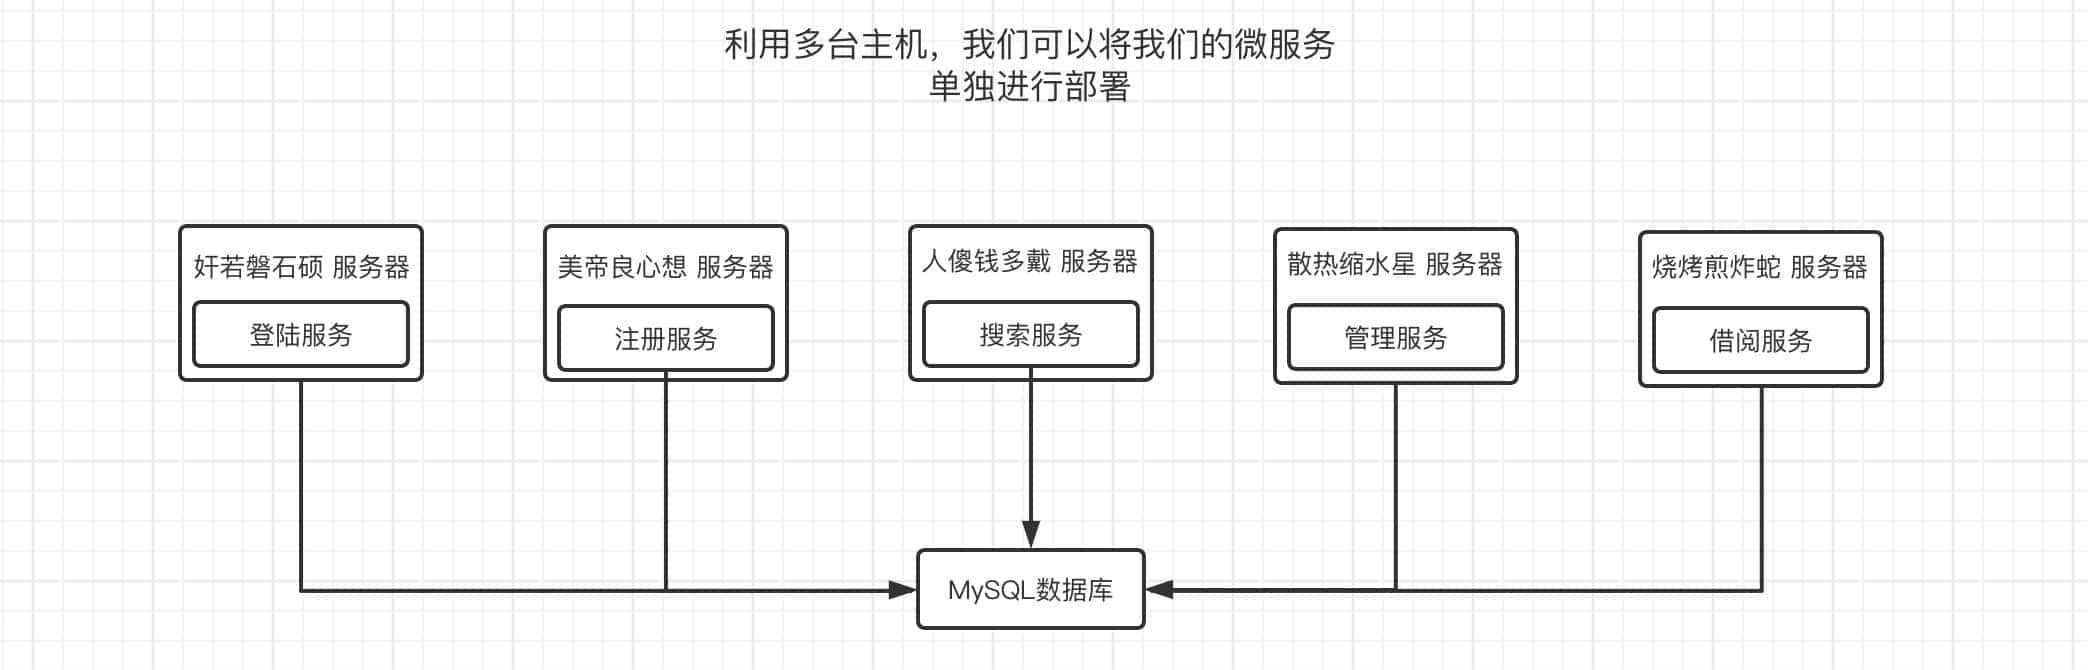 利用多台主机，我们可以将我们的微服务
单独进行部署
奸若磐石硕 服务器
美帝良心想 服务器
人傻钱多戴 服务器
散热缩水星 服务器
烧烤煎炸蛇 服务器
登陆服务
注册服务
搜索服务
管理服务
借阅服务
MySQL数据库